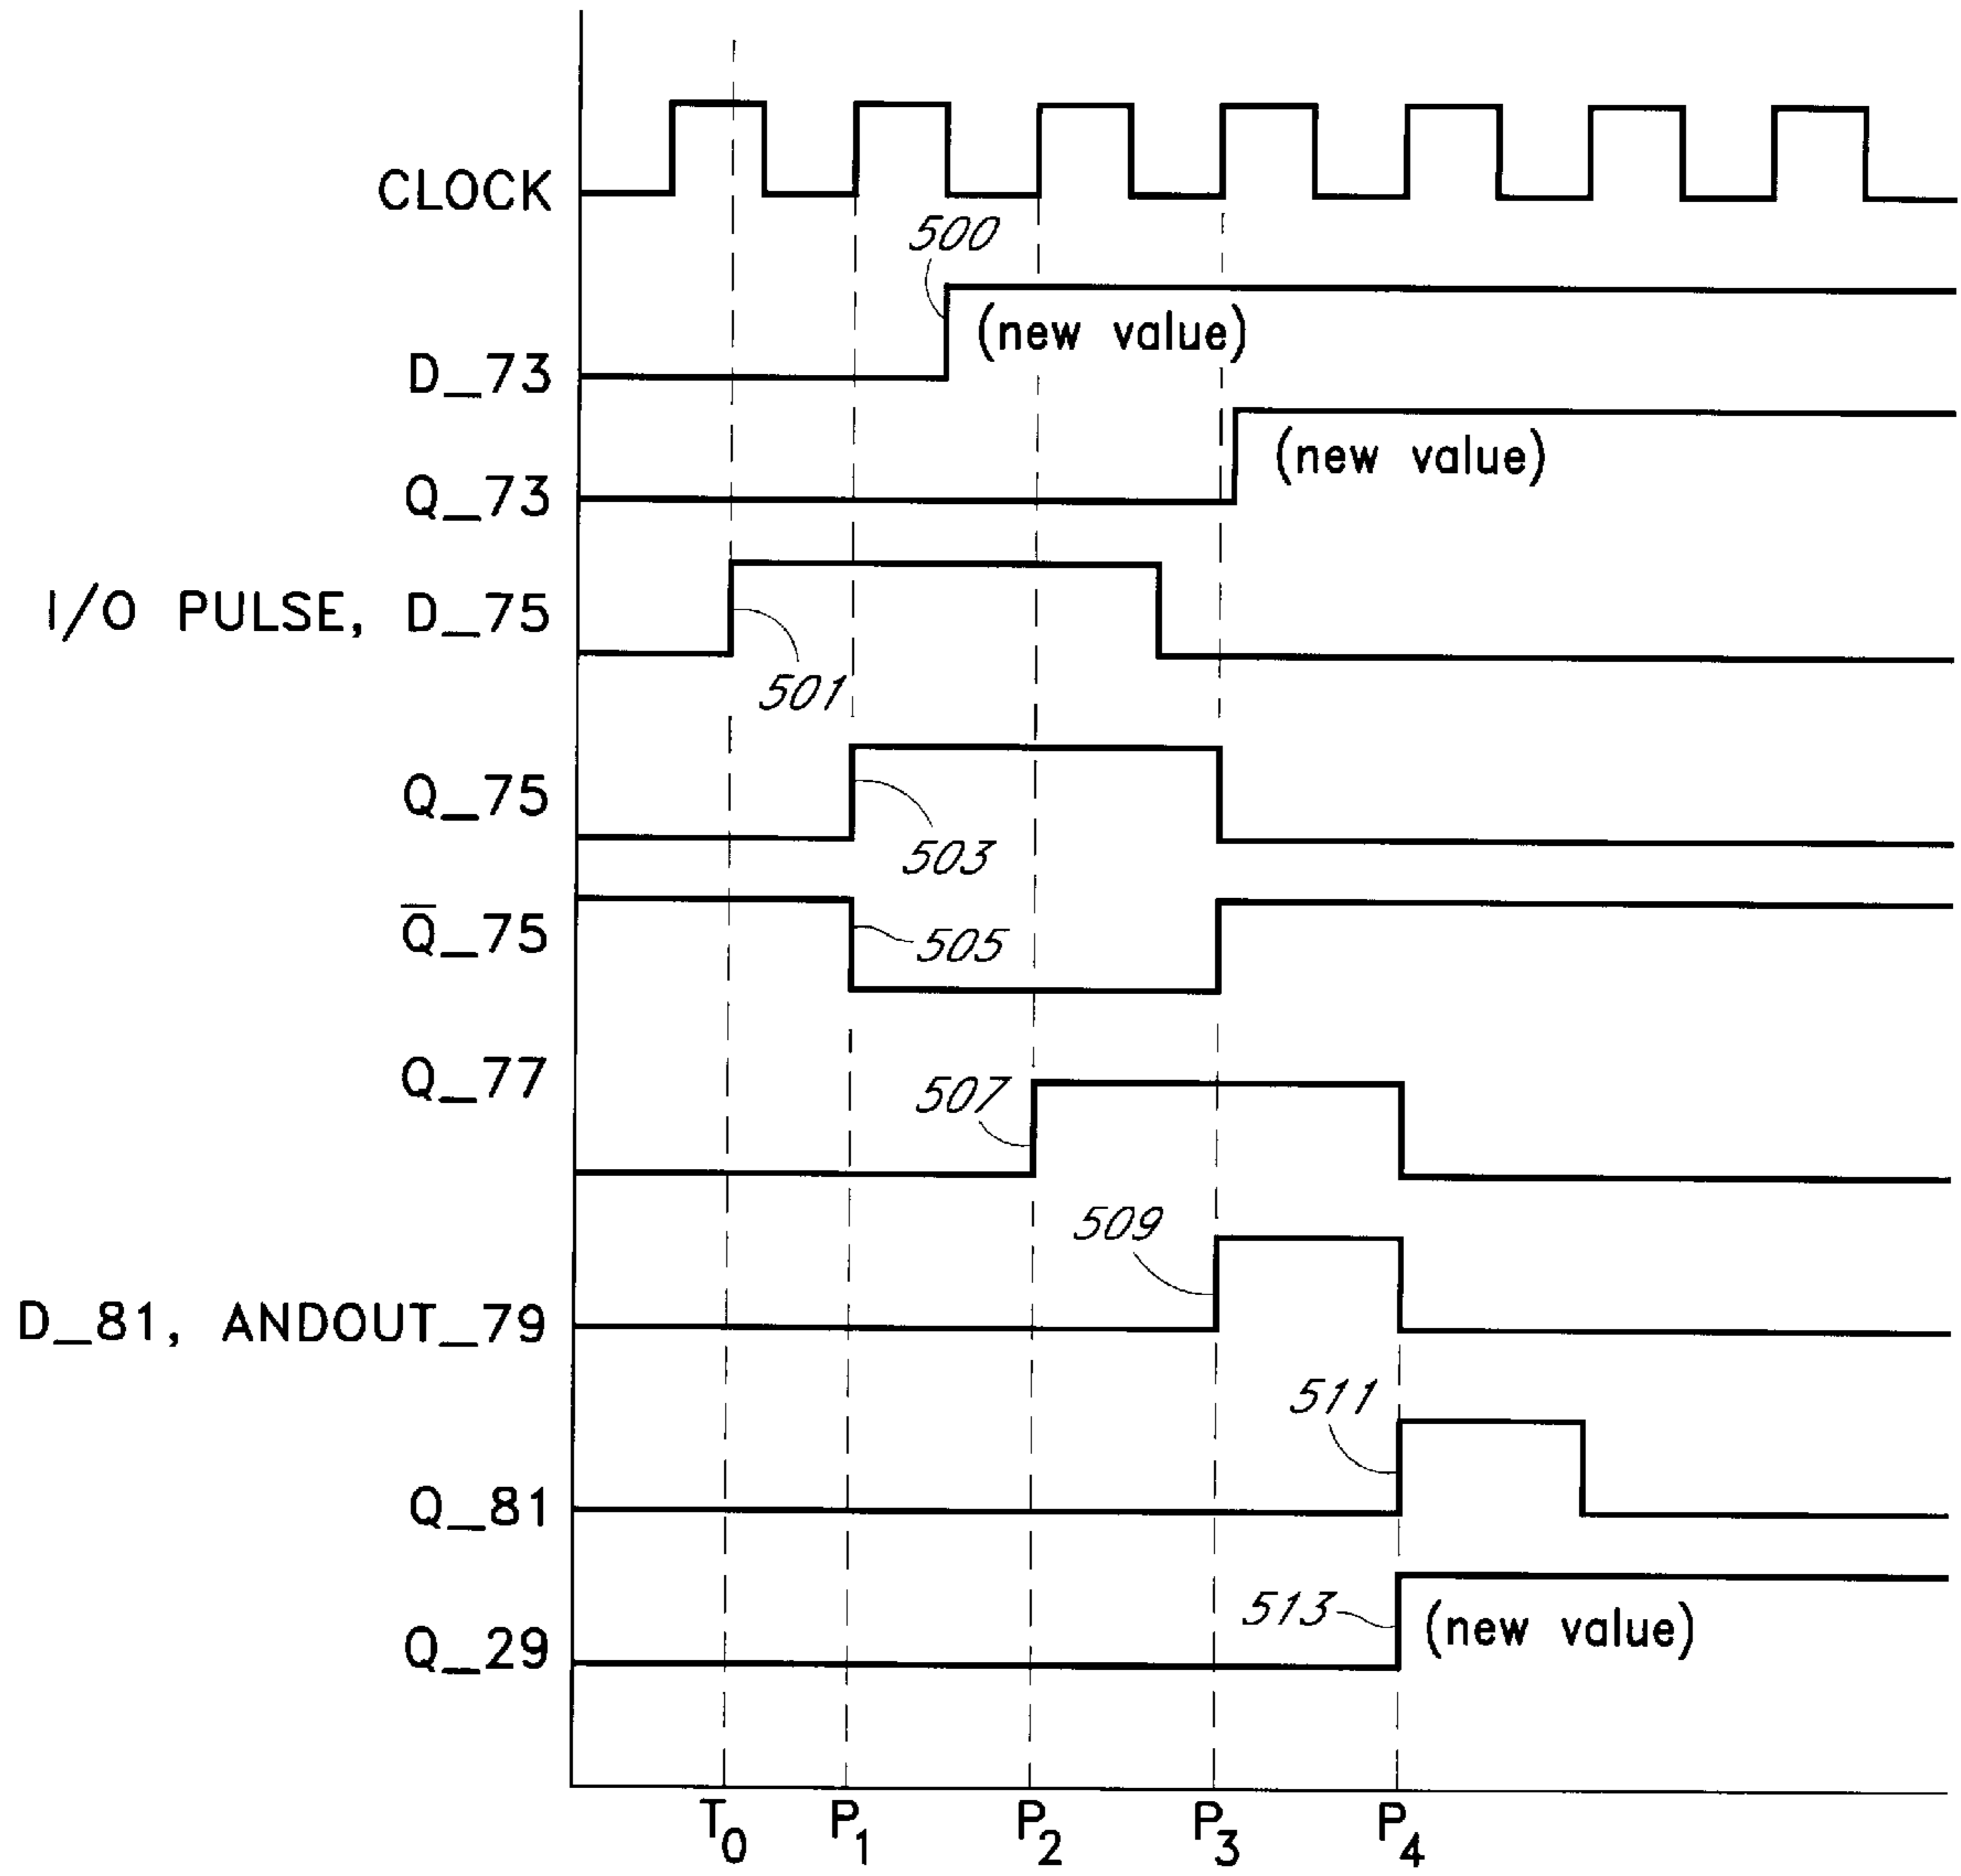 CLOCK
500
(new value)
D_73
(new value)
Q_73
I/O PULSE, D_75
501
Q_75
503
Q̅_75
505
Q_77
507
509
D_81, ANDOUT_79
511
Q_81
513
(new value)
Q_29
T₀ P₁ P₂ P₃ P₄